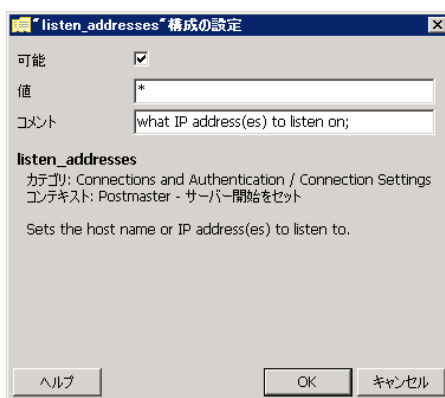 "listen_addresses"構成の設定
可能
値 *
コメント what IP address(es) to listen on;
listen_addresses
カテゴリ: Connections and Authentication / Connection Settings
コンテキスト: Postmaster - サーバー開始をセット
Sets the host name or IP address(es) to listen to.
ヘルプ OK キャンセル